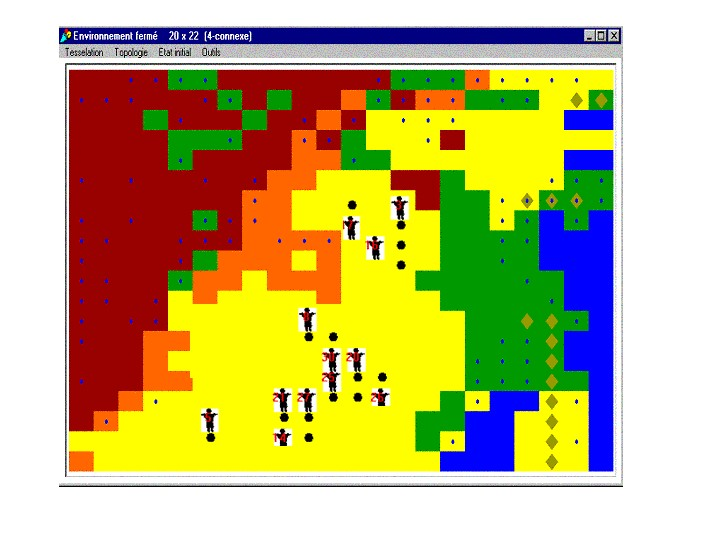 Environnement fermé 20 x 22 (4-connexe)
Tesselation Topologie Etat initial Outils